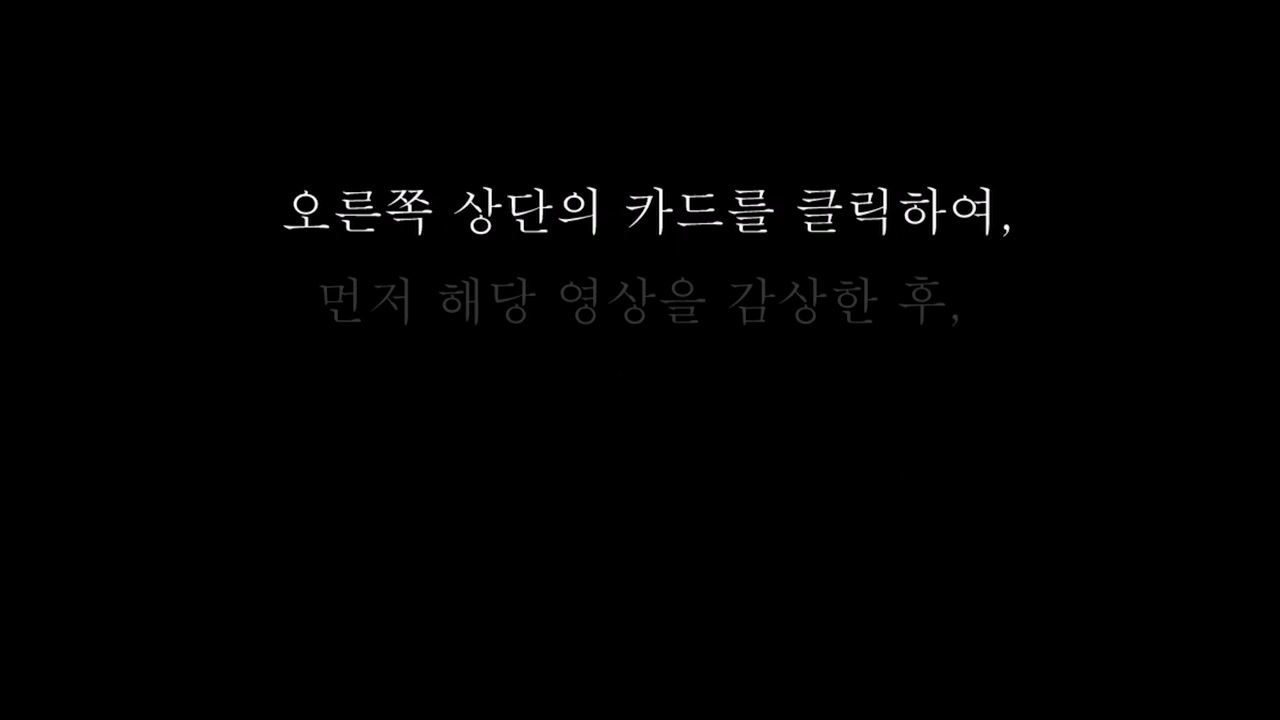 오른쪽 상단의 카드를 클릭하여,
먼저 해당 영상을 감상한 후,